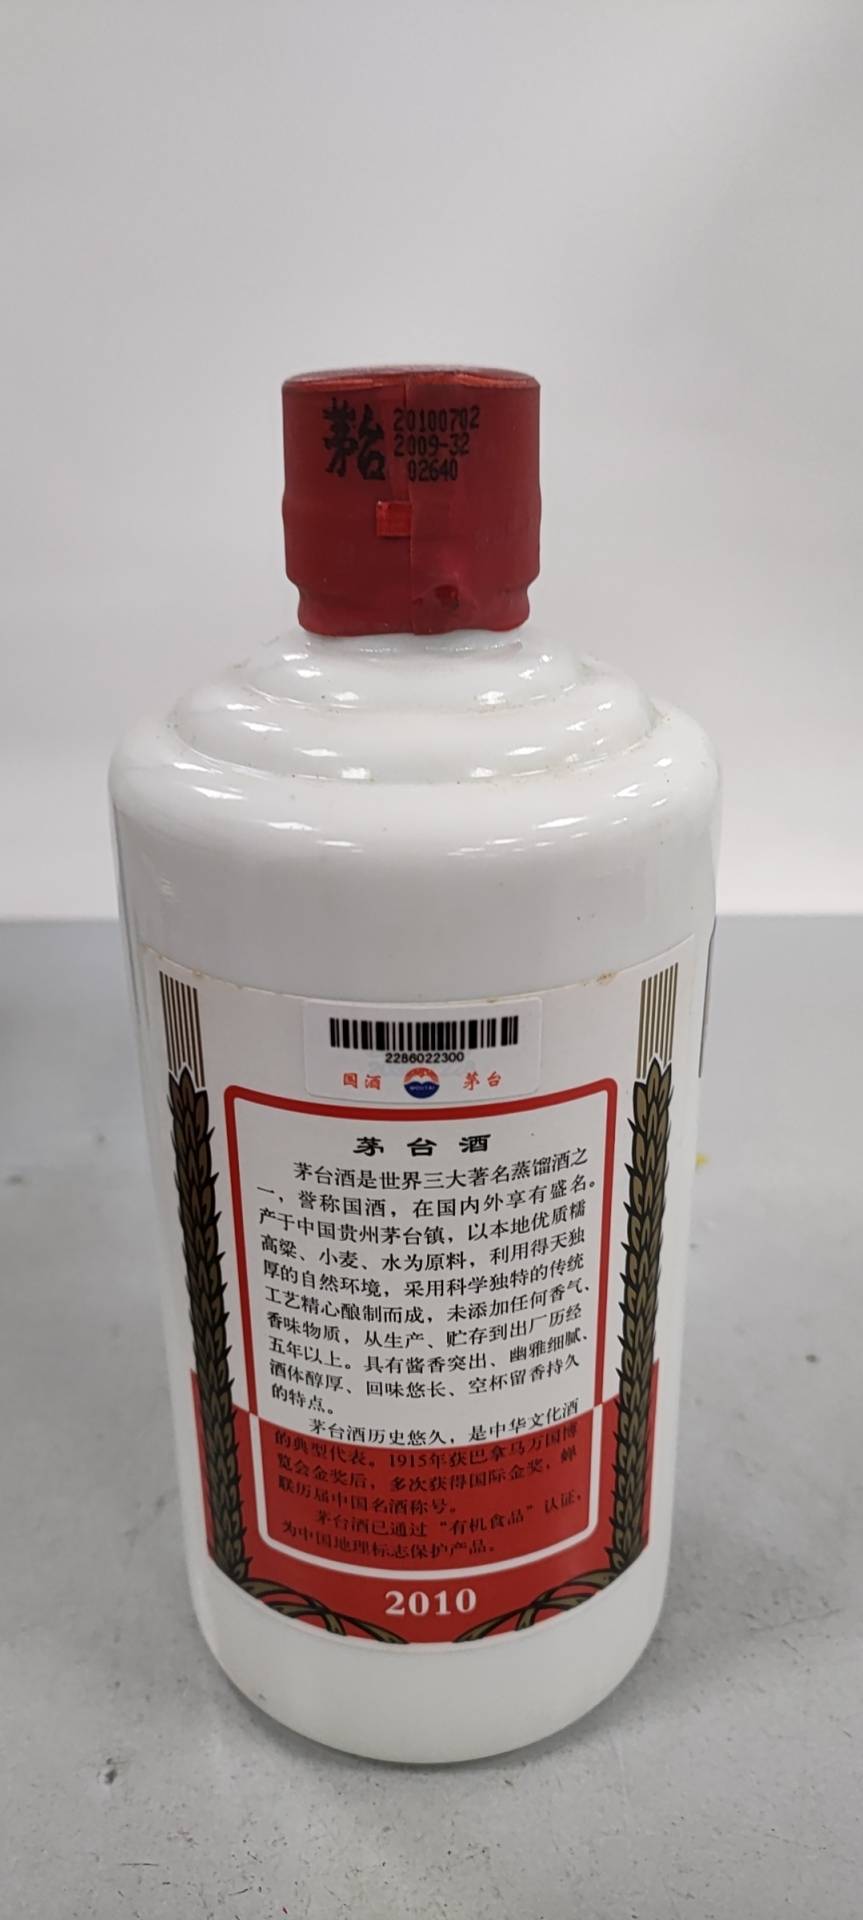 茅台
20100702
2009-32
02640
2286022300
国酒 MOUTAI 茅台
茅台酒
茅台酒是世界三大著名蒸馏酒之
一，誉称国酒，在国内外享有盛名。
产于中国贵州茅台镇，以本地优质糯
高粱、小麦、水为原料，利用得天独
厚的自然环境，采用科学独特的传统
工艺精心酿制而成，未添加任何香气、
香味物质，从生产、贮存到出厂历经
五年以上。具有酱香突出、幽雅细腻、
酒体醇厚、回味悠长、空杯留香持久
的特点。
茅台酒历史悠久，是中华文化酒
的典型代表。1915年获巴拿马万国博
览会金奖后，多次获得国际金奖，蝉
联历届中国名酒称号。
茅台酒已通过“有机食品”认证，
为中国地理标志保护产品。
2010